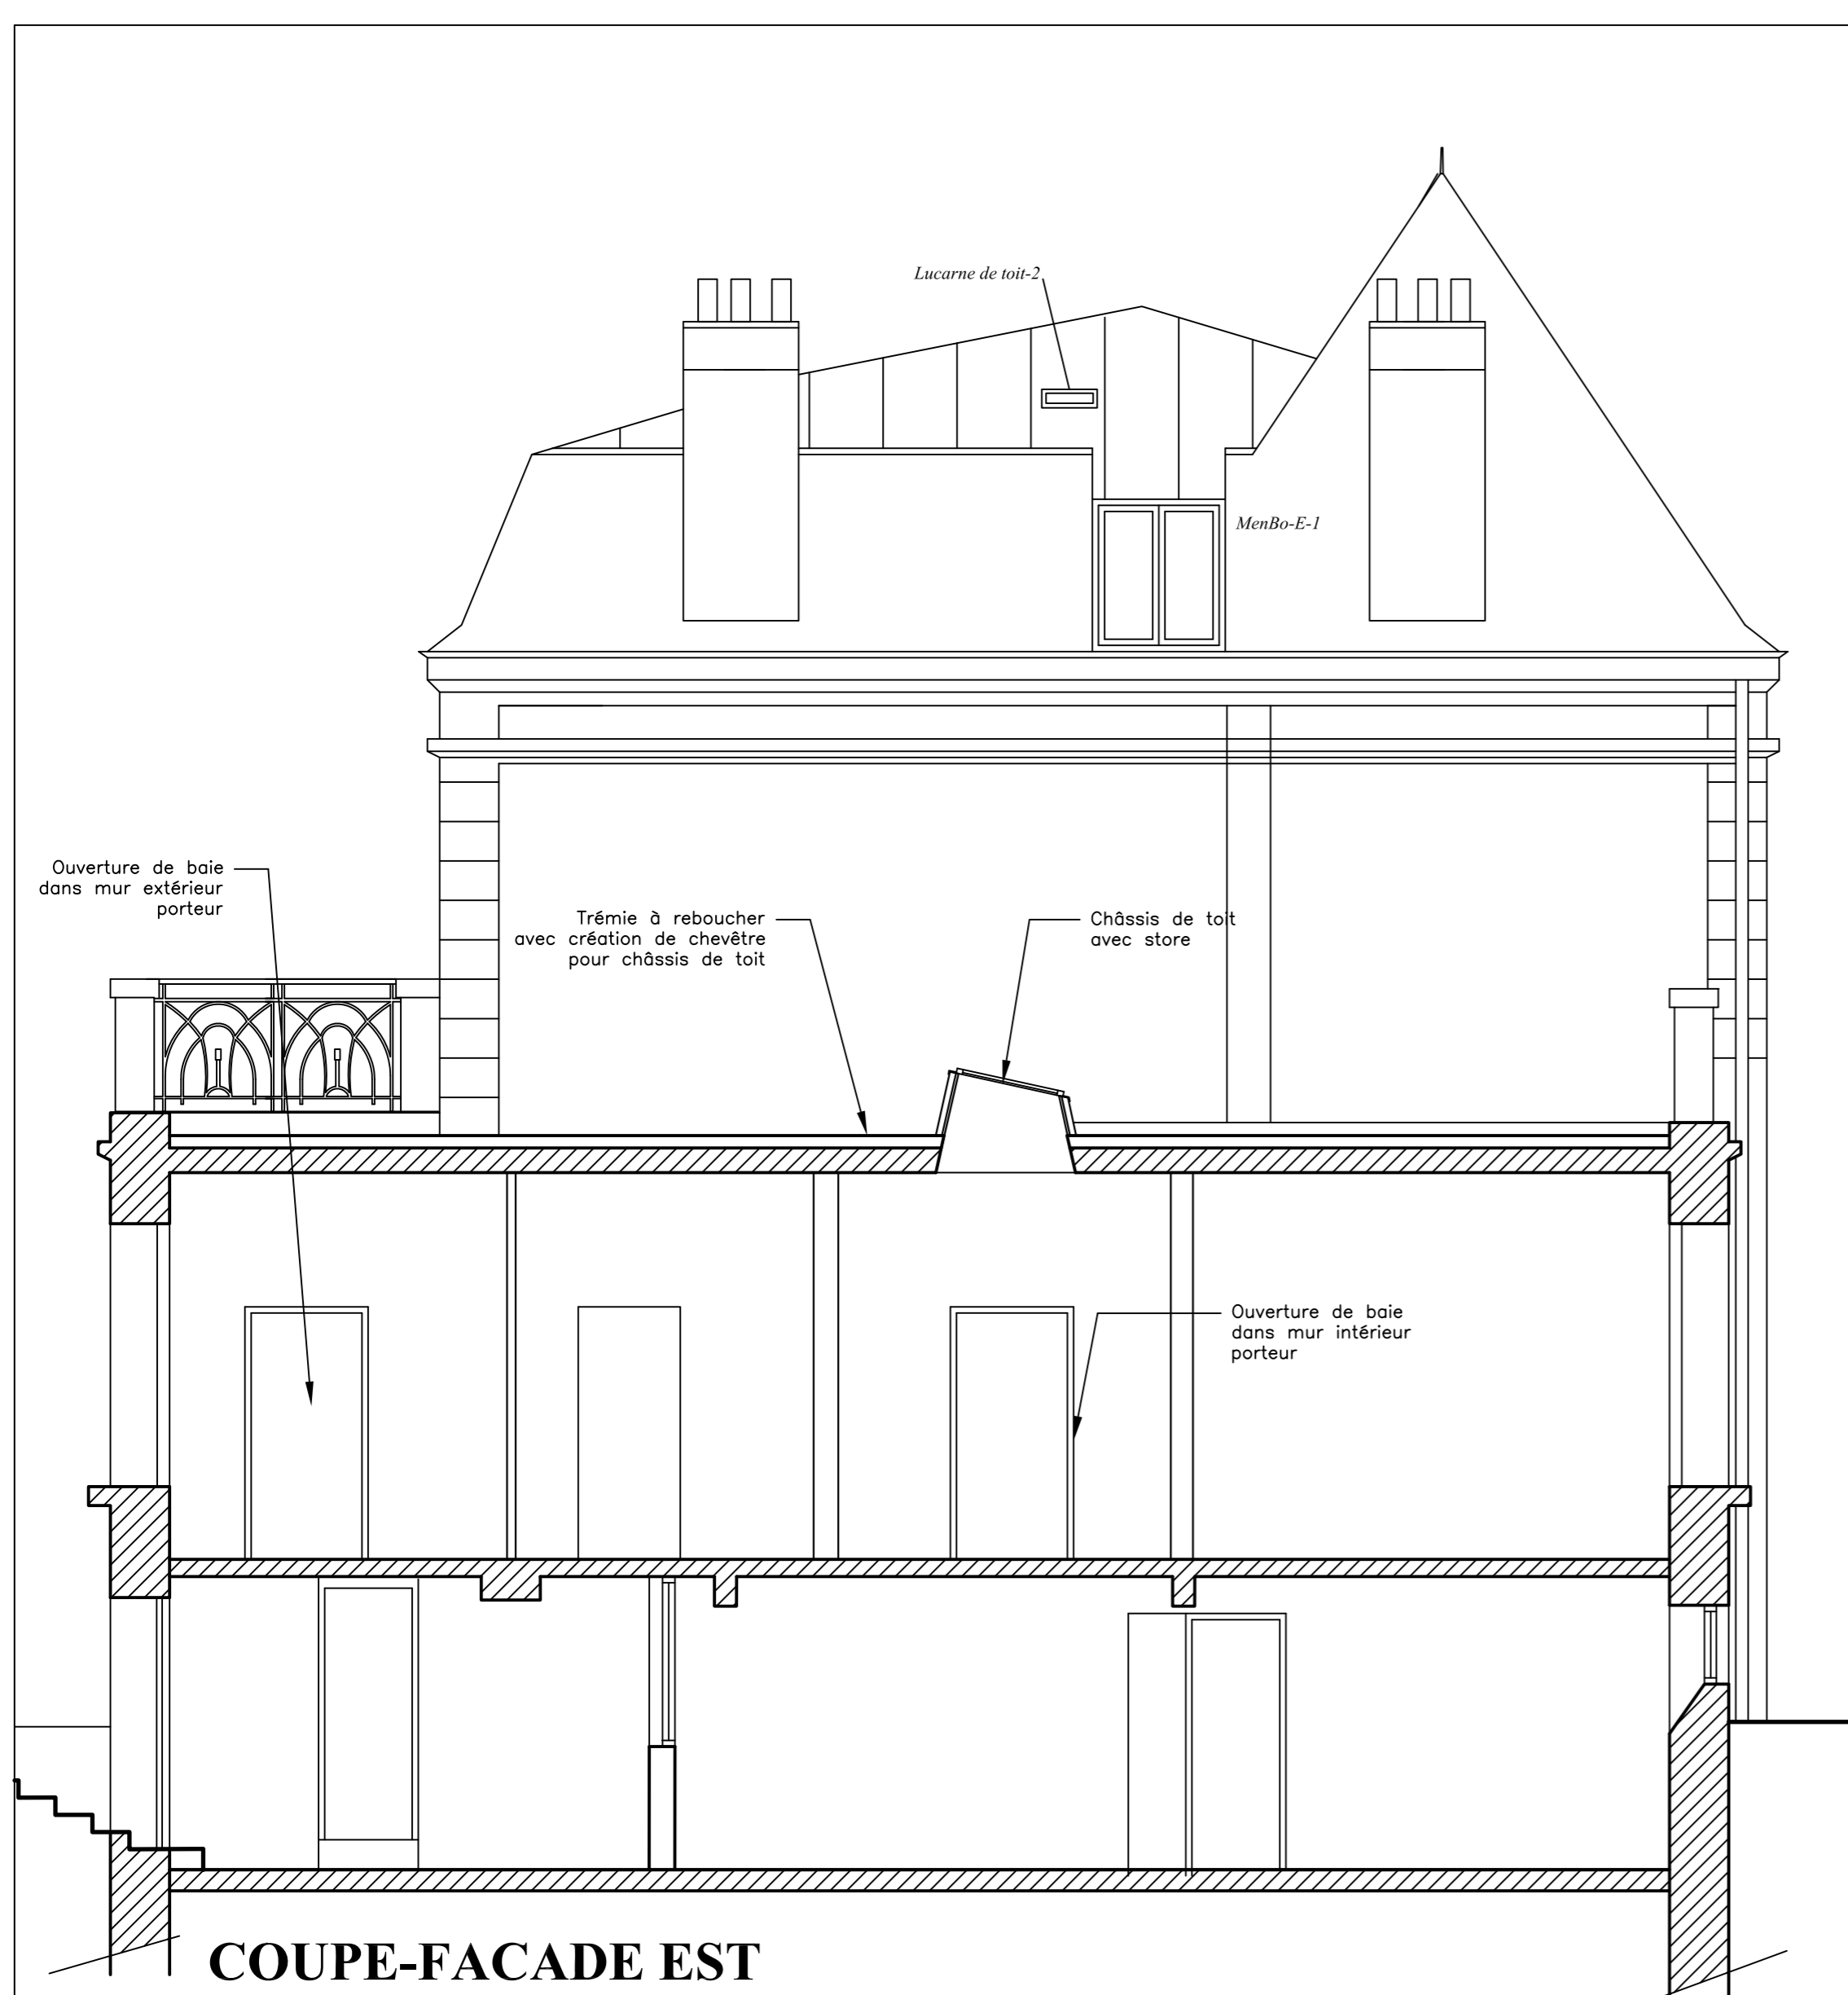 Lucarne de toit-2
MenBo-E-1
Ouverture de baie
dans mur extérieur
porteur
Trémie à reboucher
avec création de chevêtre
pour châssis de toit
Châssis de toit
avec store
Ouverture de baie
dans mur intérieur
porteur
COUPE-FACADE EST